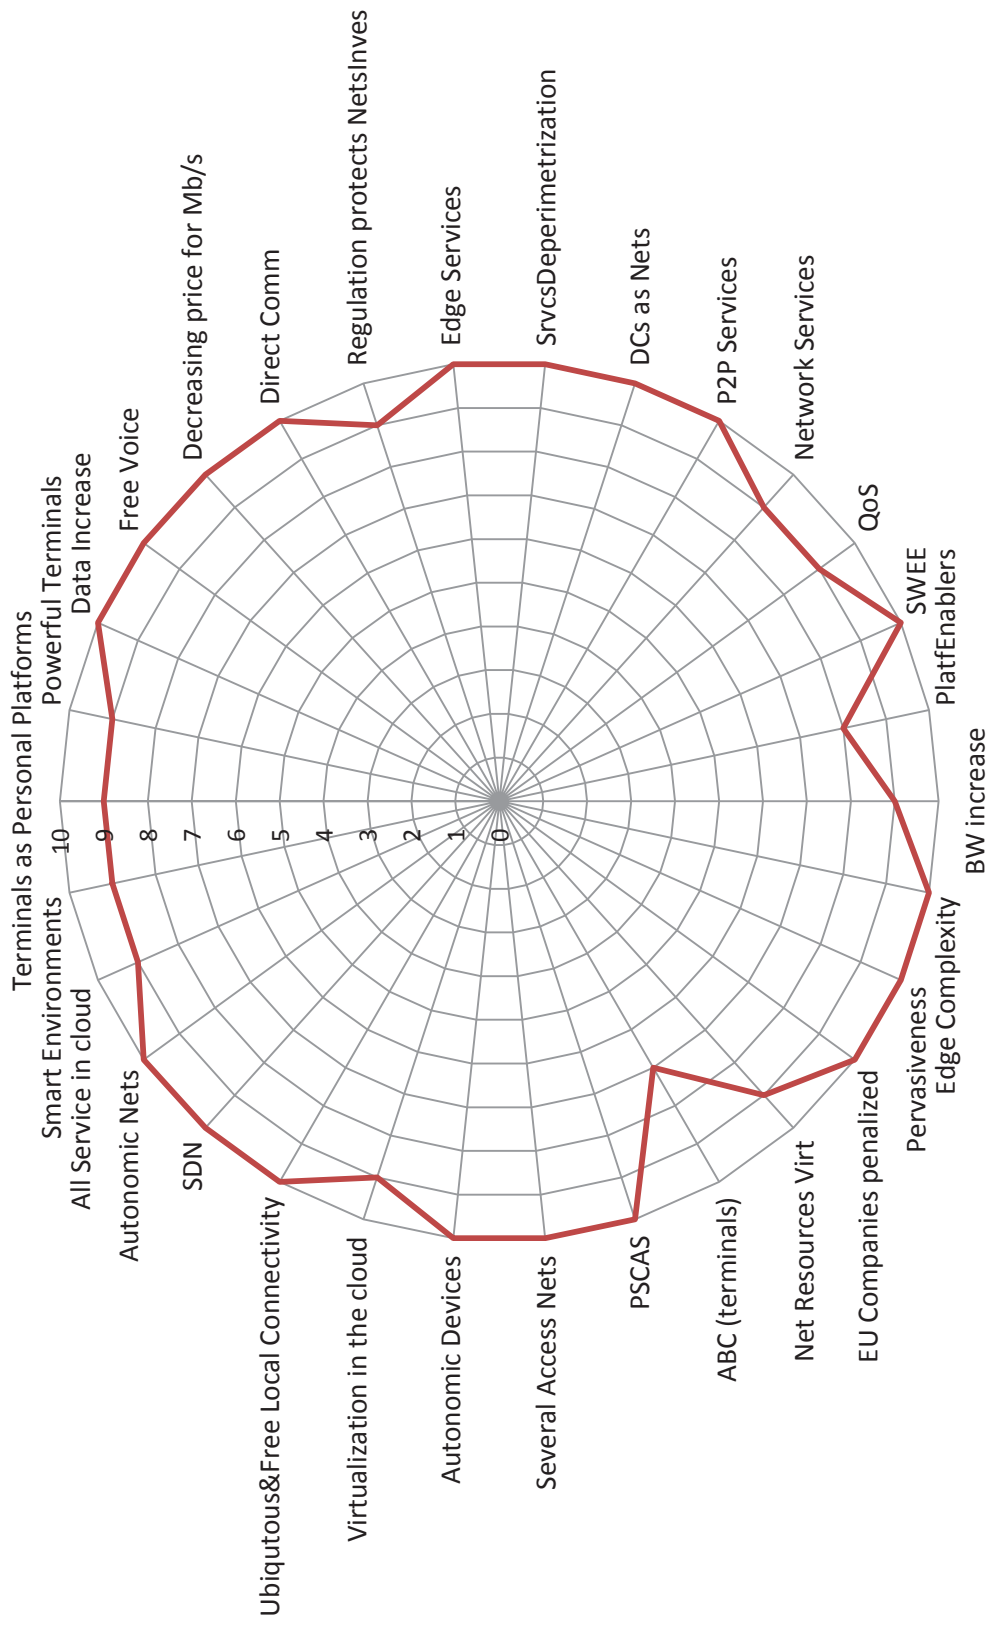 Terminals as Personal Platforms
Powerful Terminals
Data Increase
Free Voice
Decreasing price for Mb/s
Direct Comm
Regulation protects NetsInves
Edge Services
SrvcsDeperimetrization
DCs as Nets
P2P Services
Network Services
QoS
SWEE
PlatfEnablers
BW increase
Edge Complexity
Pervasiveness
EU Companies penalized
Net Resources Virt
ABC (terminals)
PSCAS
Several Access Nets
Autonomic Devices
Virtualization in the cloud
Ubiqutous&Free Local Connectivity
SDN
Autonomic Nets
All Service in cloud
Smart Environments
10
9
8
7
6
5
4
3
2
1
0